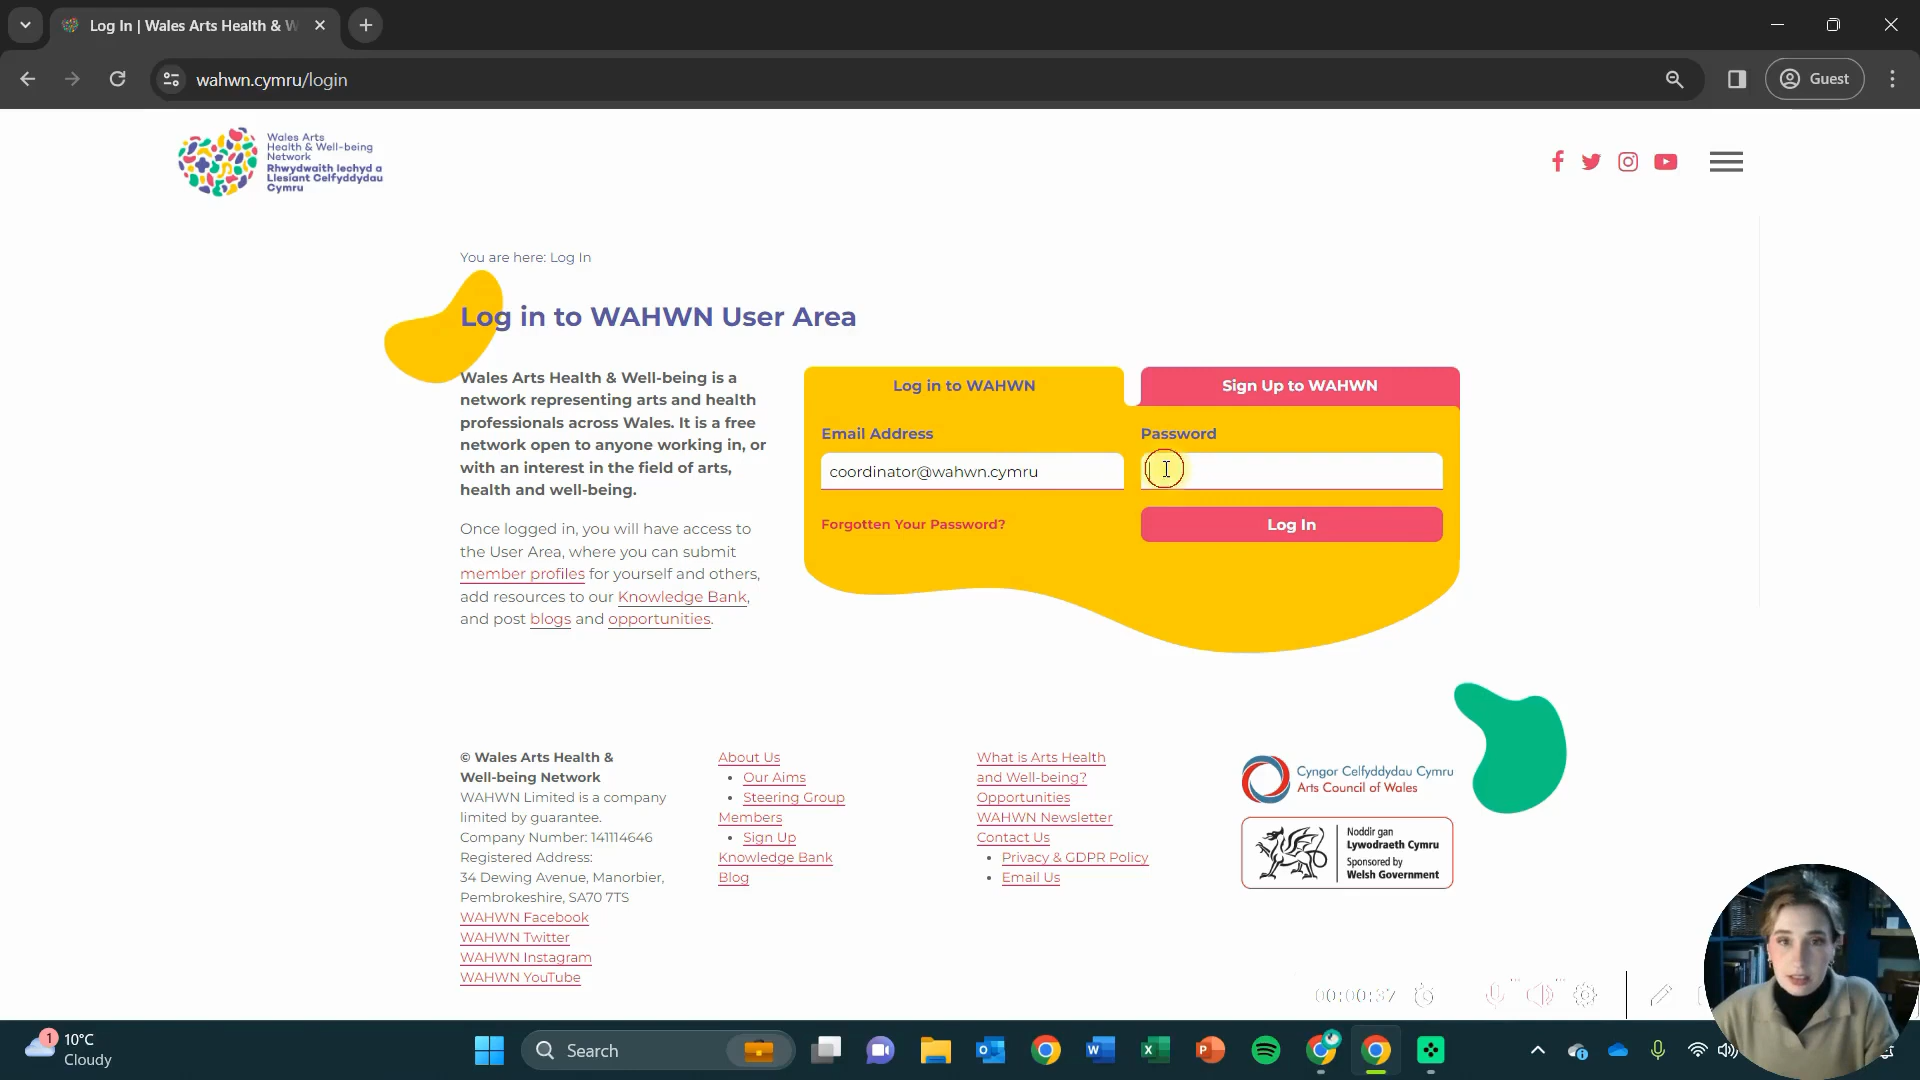 Log In | Wales Arts Health & W
wahwn.cymru/login
Guest
Wales Arts
Health & Well-being
Network
Rhwydwaith Iechyd a
Llesiant Celfyddydau
Cymru
You are here: Log In
Log in to WAHWN User Area
Wales Arts Health & Well-being is a
network representing arts and health
professionals across Wales. It is a free
network open to anyone working in, or
with an interest in the field of arts,
health and well-being.
Once logged in, you will have access to
the User Area, where you can submit
member profiles for yourself and others,
add resources to our Knowledge Bank,
and post blogs and opportunities.
Log in to WAHWN
Sign Up to WAHWN
Email Address
Password
coordinator@wahwn.cymru
Forgotten Your Password?
Log In
© Wales Arts Health &
Well-being Network
WAHWN Limited is a company
limited by guarantee.
Company Number: 141114646
Registered Address:
34 Dewing Avenue, Manorbier,
Pembrokeshire, SA70 7TS
WAHWN Facebook
WAHWN Twitter
WAHWN Instagram
WAHWN YouTube
About Us
Our Aims
Steering Group
Members
Sign Up
Knowledge Bank
Blog
What is Arts Health
and Well-being?
Opportunities
WAHWN Newsletter
Contact Us
Privacy & GDPR Policy
Email Us
Cyngor Celfyddydau Cymru
Arts Council of Wales
Noddir gan
Lywodraeth Cymru
Sponsored by
Welsh Government
00:00:37
1
10°C
Cloudy
Search